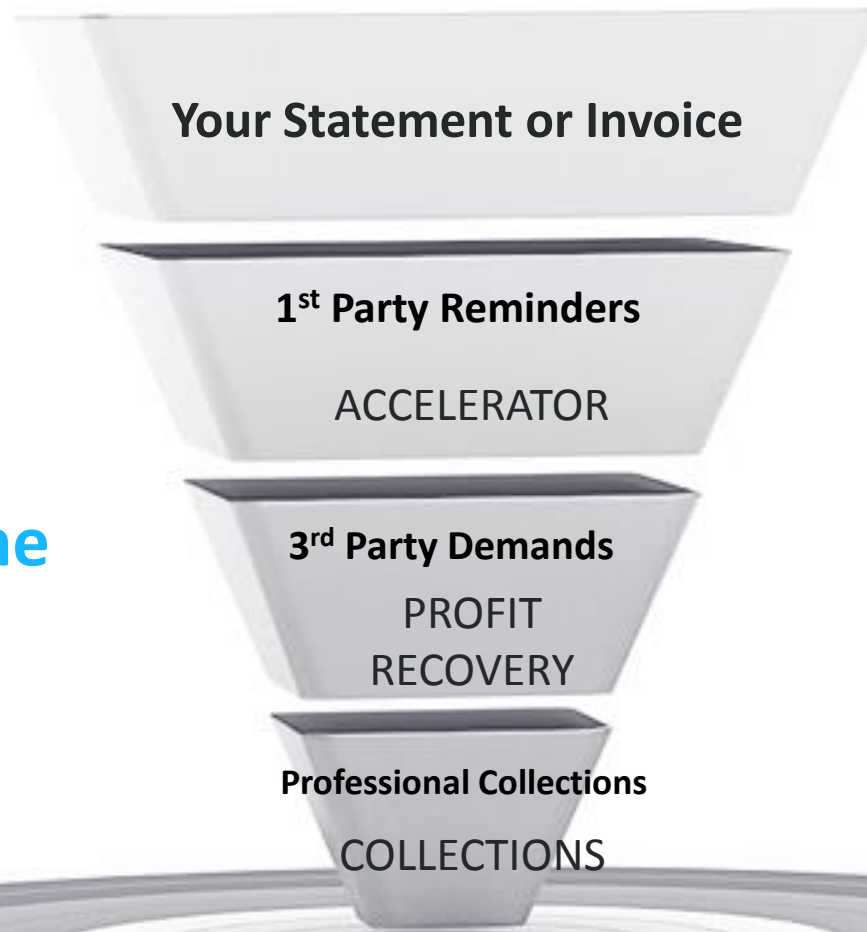 Your Statement or Invoice
1st Party Reminders
ACCELERATOR
3rd Party Demands
PROFIT
RECOVERY
Professional Collections
COLLECTIONS